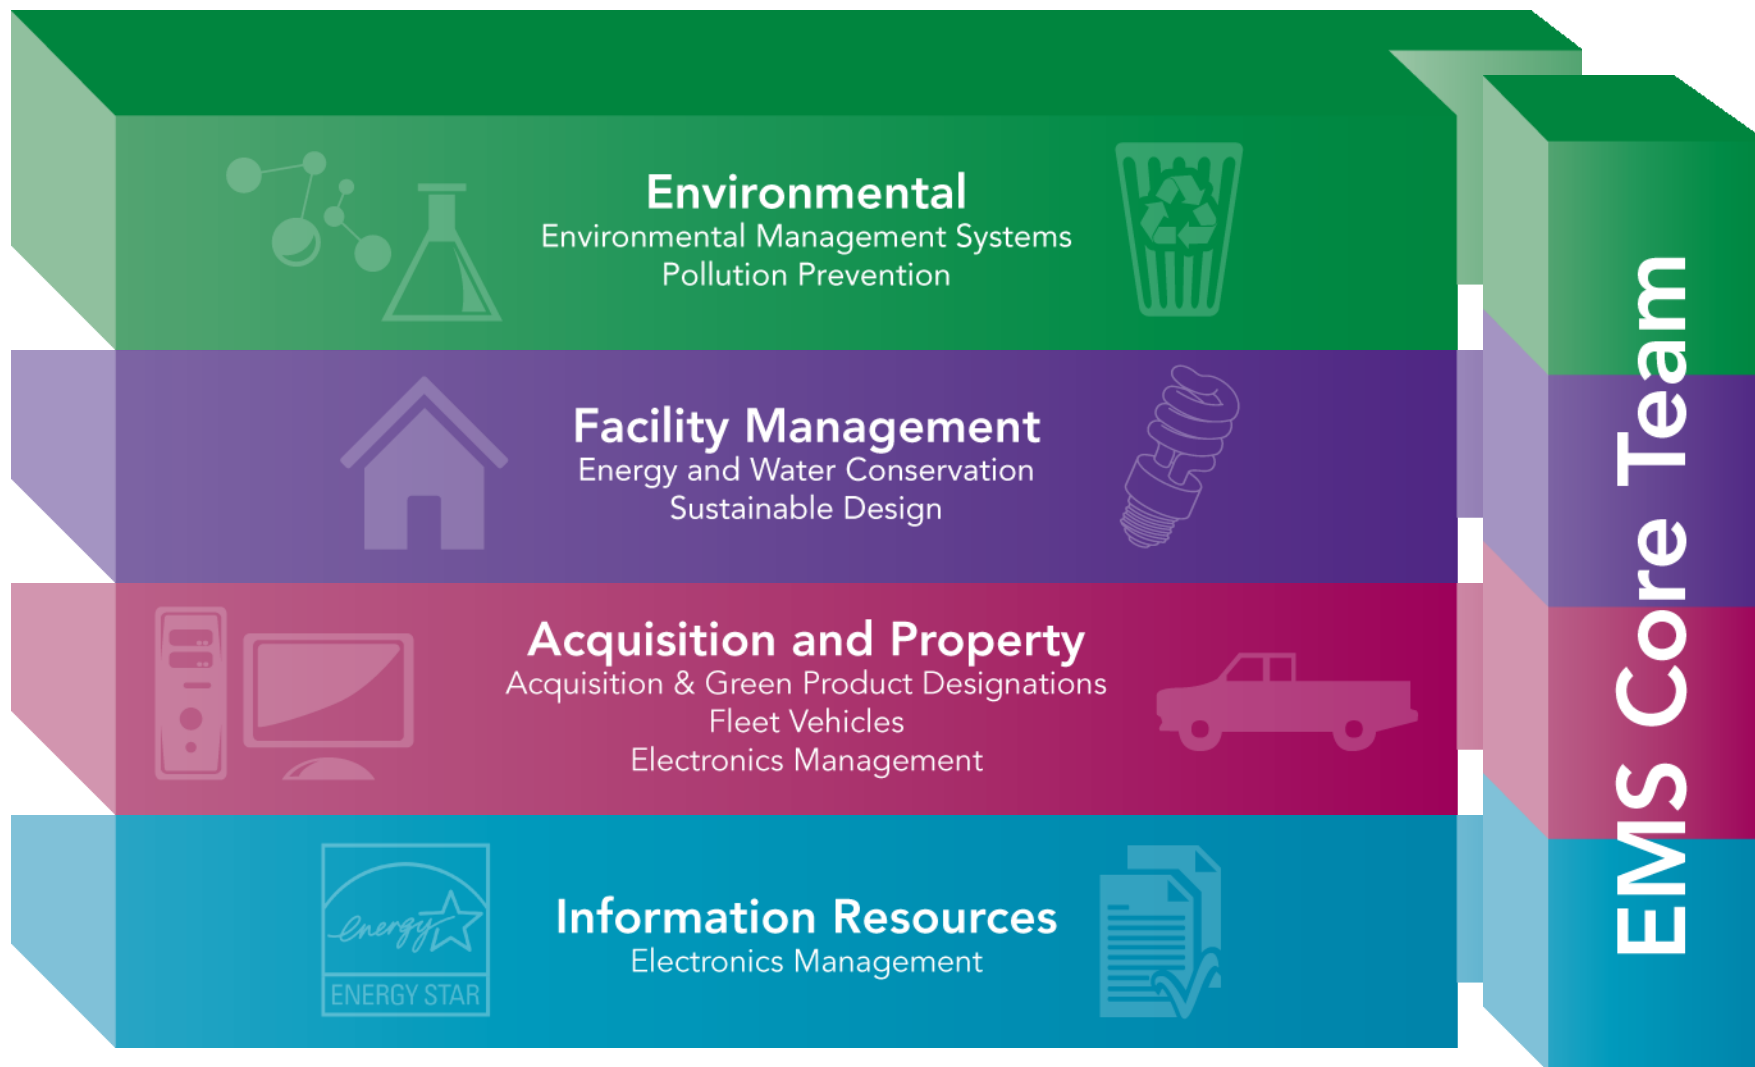 Environmental
Environmental Management Systems
Pollution Prevention
Facility Management
Energy and Water Conservation
Sustainable Design
Acquisition and Property
Acquisition & Green Product Designations
Fleet Vehicles
Electronics Management
energy
ENERGY STAR
Information Resources
Electronics Management
EMS Core Team